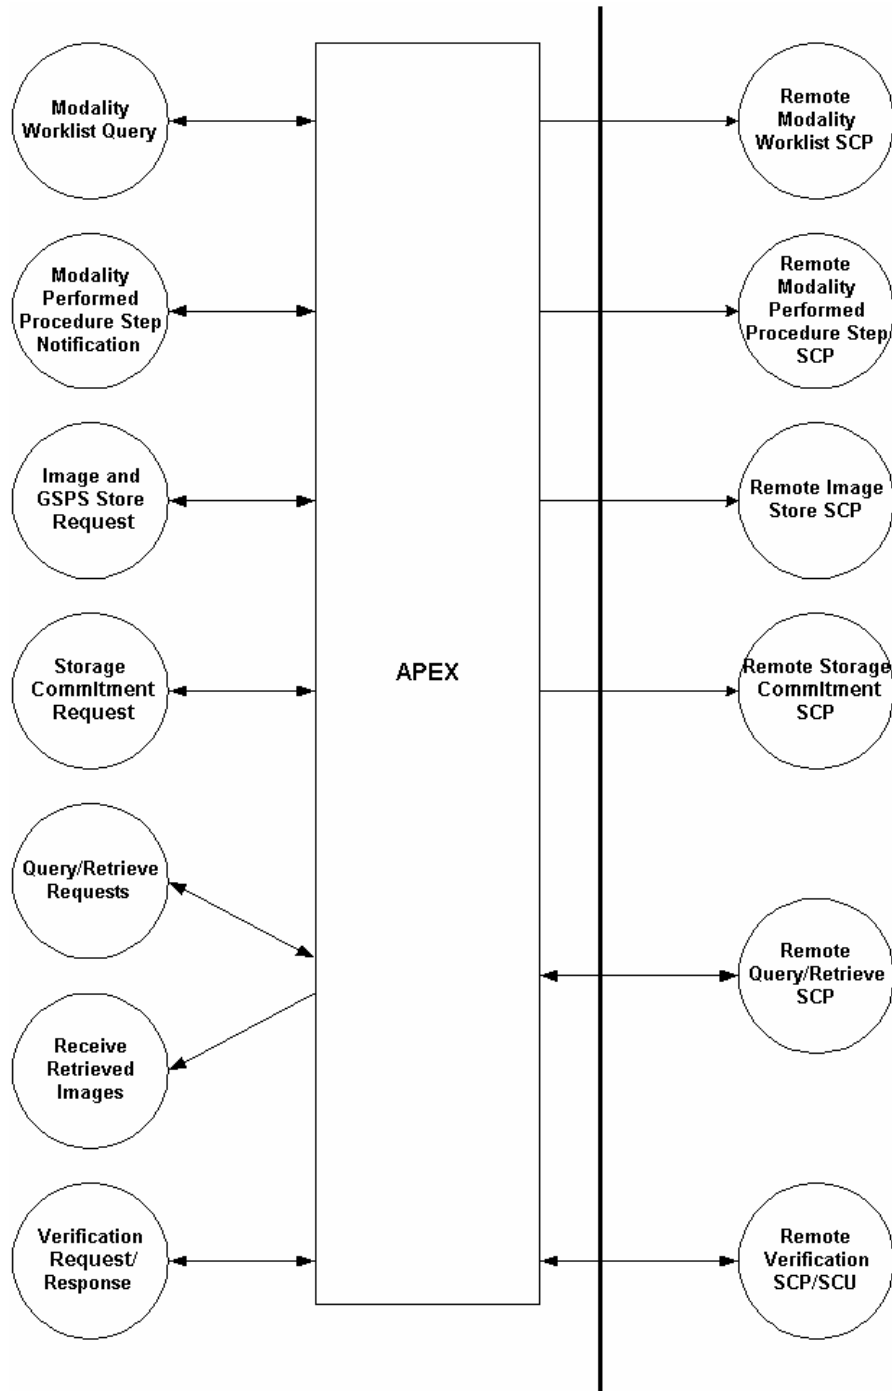 Modality
Worklist Query
Modality
Performed
Procedure Step
Notification
Image and
GSPS Store
Request
Storage
Commitment
Request
Query/Retrieve
Requests
Receive
Retrieved
Images
Verification
Request/
Response
APEX
Remote
Modality
Worklist SCP
Remote
Modality
Performed
Procedure Step
SCP
Remote Image
Store SCP
Remote Storage
Commitment
SCP
Remote
Query/Retrieve
SCP
Remote
Verification
SCP/SCU